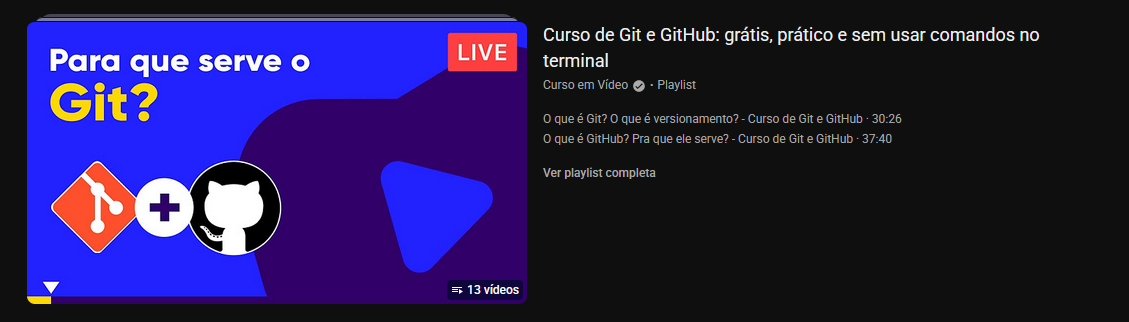 Para que serve o
Git?
LIVE
13 vídeos
Curso de Git e GitHub: grátis, prático e sem usar comandos no
terminal
Curso em Vídeo · Playlist
O que é Git? O que é versionamento? - Curso de Git e GitHub · 30:26
O que é GitHub? Pra que ele serve? - Curso de Git e GitHub · 37:40
Ver playlist completa